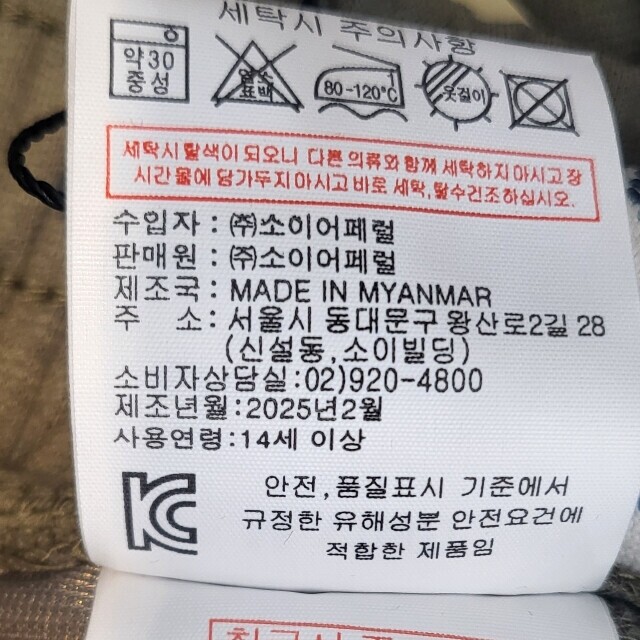 세탁시 주의사항
약30
중성
염소
표백
80-120℃
옷걸이
세탁시 탈색이 되오니 다른 의류와 함께 세탁하지 마시고 장
시간 물에 담가두지 마시고 바로 세탁, 탈수건조하십시오.
수입자 : ㈜소이어페럴
판매원 : ㈜소이어페럴
제조국 : MADE IN MYANMAR
주 소 : 서울시 동대문구 왕산로2길 28
(신설동,소이빌딩)
소비자상담실:02)920-4800
제조년월:2025년2월
사용연령:14세 이상
안전,품질표시 기준에서
규정한 유해성분 안전요건에
적합한 제품임